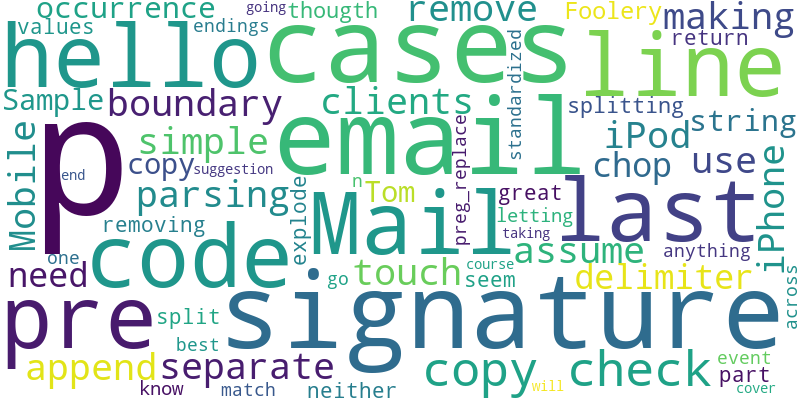 occurrence going thougth remove Foolery making
values endings return
hello cases line
Sample boundary clients standardized splitting string
p email iPod
simple preg_replace chop use
Mobile end copy suggestion iPhone
parsing n Tom great last
removing explode Mail letting
one code taking assume anything
need go touch course seem delimiter across
pre split signature
best event
append separate copy check part
know match neither will cover